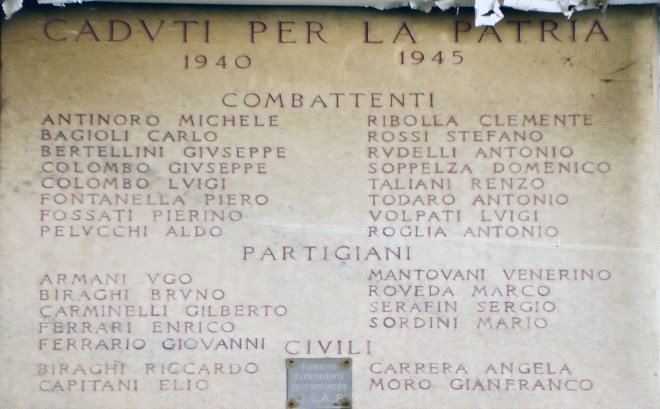 CADVTI PER LA PATRIA
1940 1945
COMBATTENTI
ANTINORO MICHELE
BAGIOLI CARLO
BERTELLINI GIVSEPPE
COLOMBO GIVSEPPE
COLOMBO LVIGI
FONTANELLA PIERO
FOSSATI PIERINO
PELVCCHI ALDO
RIBOLLA CLEMENTE
ROSSI STEFANO
RVDELLI ANTONIO
SOPPELZA DOMENICO
TALIANI RENZO
TODARO ANTONIO
VOLPATI LVIGI
ROGLIA ANTONIO
PARTIGIANI
ARMANI VGO
BIRAGHI BRVNO
CARMINELLI GILBERTO
FERRARI ENRICO
FERRARIO GIOVANNI
MANTOVANI VENERINO
ROVEDA MARCO
SERAFIN SERGIO
SORDINI MARIO
CIVILI
BIRAGHI RICCARDO
CAPITANI ELIO
CARRERA ANGELA
MORO GIANFRANCO
FURONO